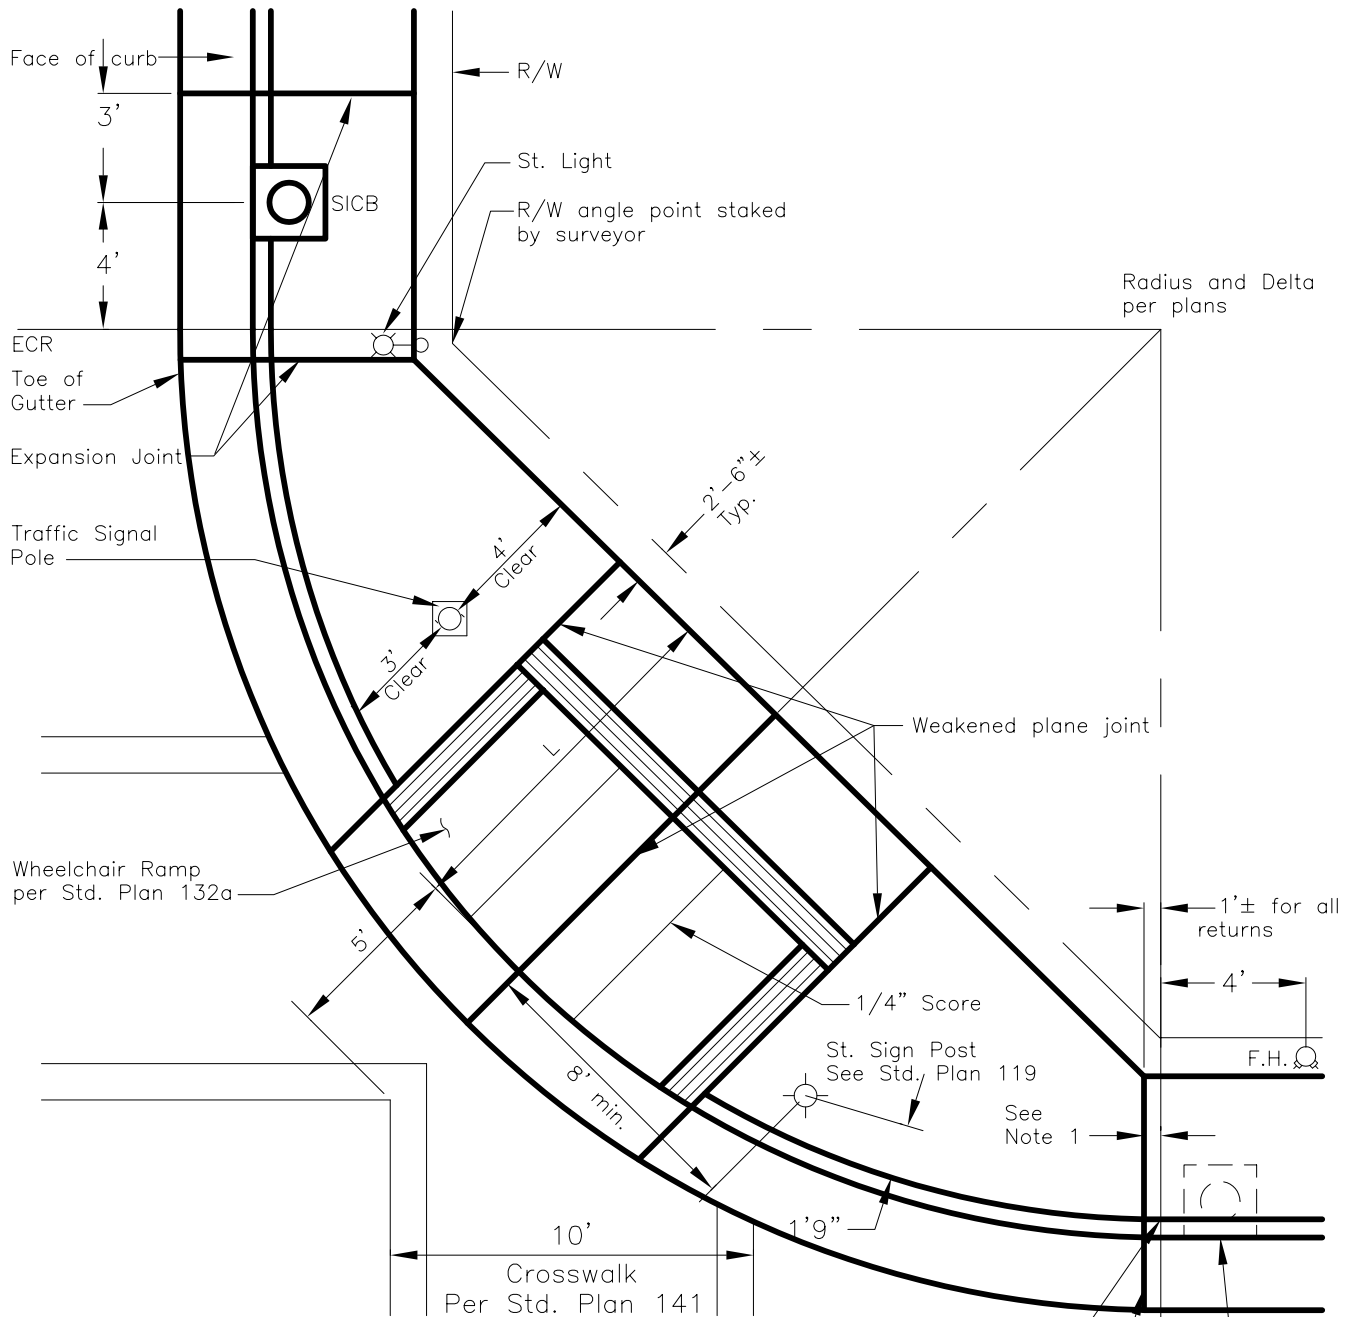 Face of curb
R/W
3'
St. Light
SICB
R/W angle point staked
by surveyor
4'
Radius and Delta
per plans
ECR
Toe of
Gutter
Expansion Joint
2'-6"±
Typ.
Traffic Signal
Pole
4'
Clear
3'
Clear
Weakened plane joint
L
Wheelchair Ramp
per Std. Plan 132a
1'± for all
returns
5'
4'
1/4" Score
St. Sign Post
See Std. Plan 119
F.H.
8' min.
See
Note 1
1'9"
10'
Crosswalk
Per Std. Plan 141